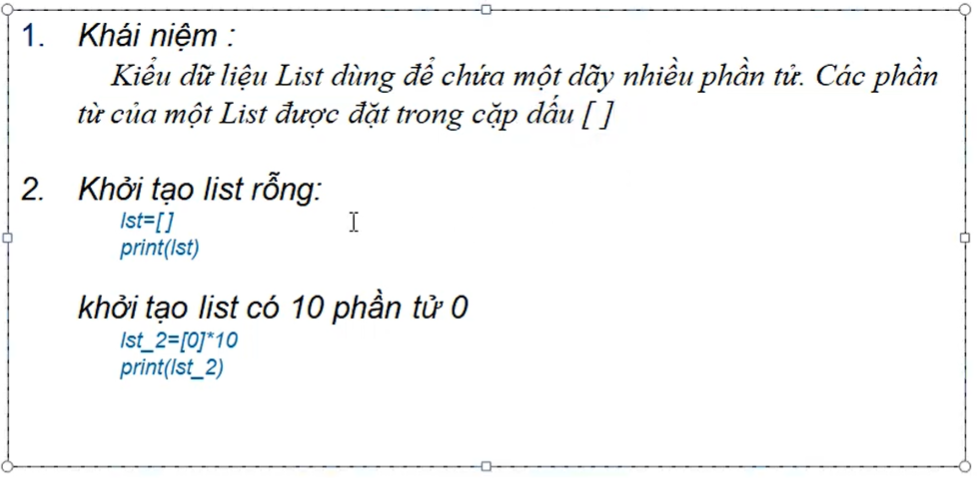 1. Khái niệm :
Kiểu dữ liệu List dùng để chứa một dãy nhiều phần tử. Các phần
từ của một List được đặt trong cặp dấu [ ]
2. Khởi tạo list rỗng:
lst=[ ]
print(lst)
khởi tạo list có 10 phần tử 0
lst_2=[0]*10
print(lst_2)